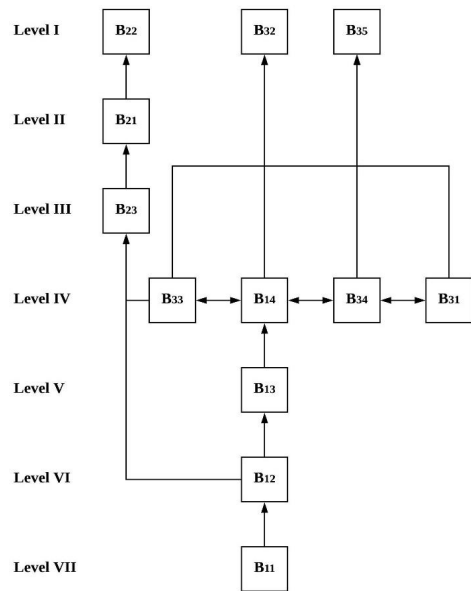 Level I B22 B32 B35
Level II B21
Level III B23
Level IV B33 B14 B34 B31
Level V B13
Level VI B12
Level VII B11